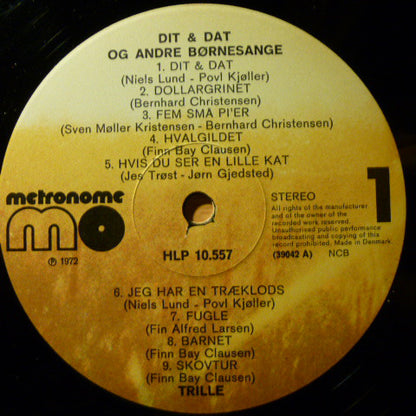 DIT & DAT
OG ANDRE BØRNESANGE
1. DIT & DAT
(Niels Lund - Povl Kjøller)
2. DOLLARGRINET
(Bernhard Christensen)
3. FEM SMÅ PI'ER
(Sven Møller Kristensen - Bernhard Christensen)
4. HVALGILDET
(Finn Bay Clausen)
5. HVIS DU SER EN LILLE KAT
(Jes Trøst - Jørn Gjedsted)
metronome
mo
℗ 1972
HLP 10.557
STEREO
1
All rights of the manufacturer
and of the owner of the
recorded work reserved.
Unauthorised public performance
broadcasting and copying of this
record prohibited. Made in Denmark
(39042 A) NCB
6. JEG HAR EN TRÆKLODS
(Niels Lund - Povl Kjøller)
7. FUGLE
(Fin Alfred Larsen)
8. BARNET
(Finn Bay Clausen)
9. SKOVTUR
(Finn Bay Clausen)
TRILLE